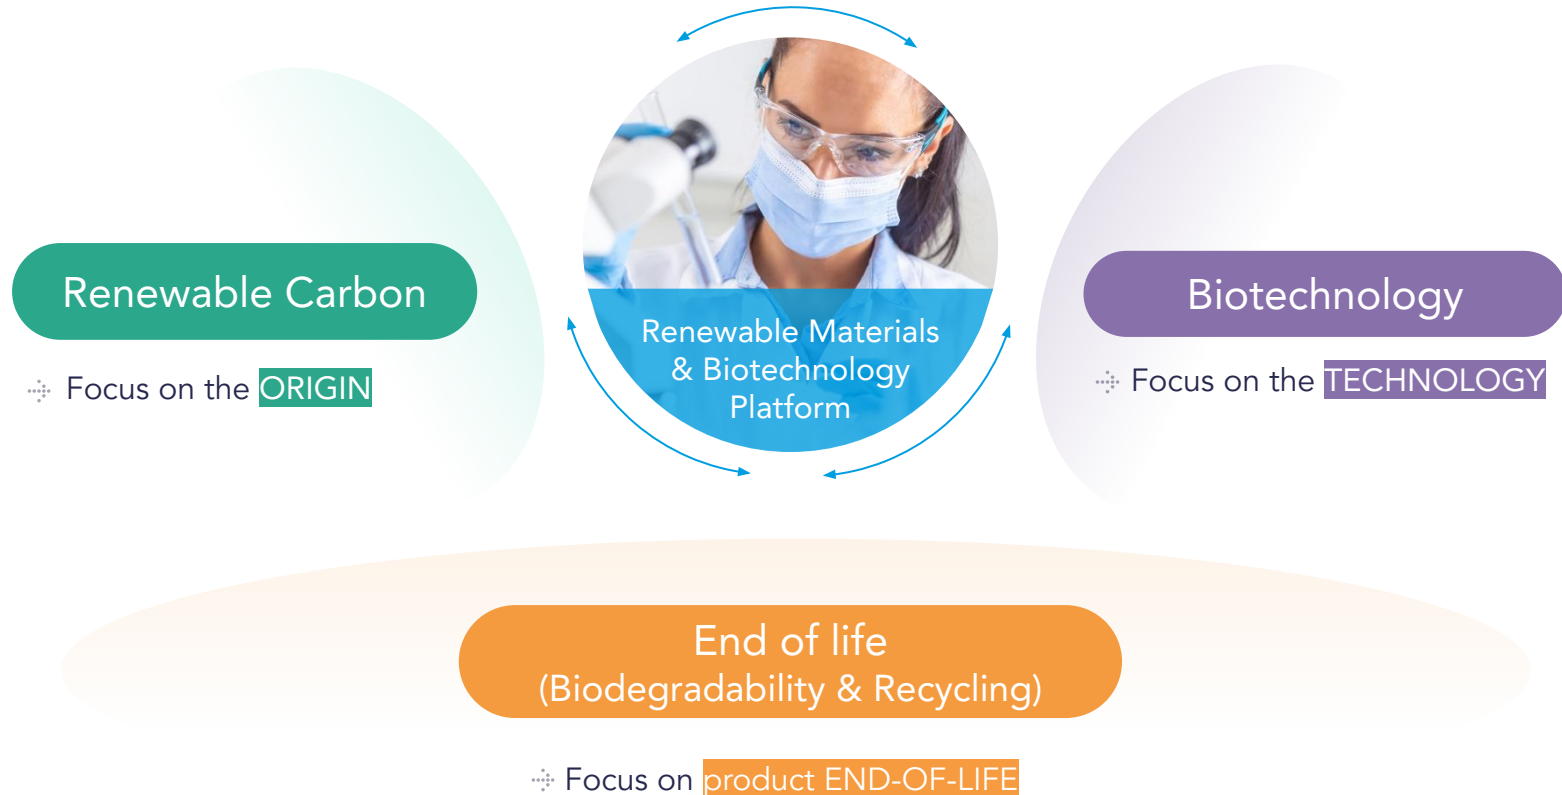 Renewable Materials
& Biotechnology
Platform
Renewable Carbon
Focus on the ORIGIN
Biotechnology
Focus on the TECHNOLOGY
End of life
(Biodegradability & Recycling)
Focus on product END-OF-LIFE